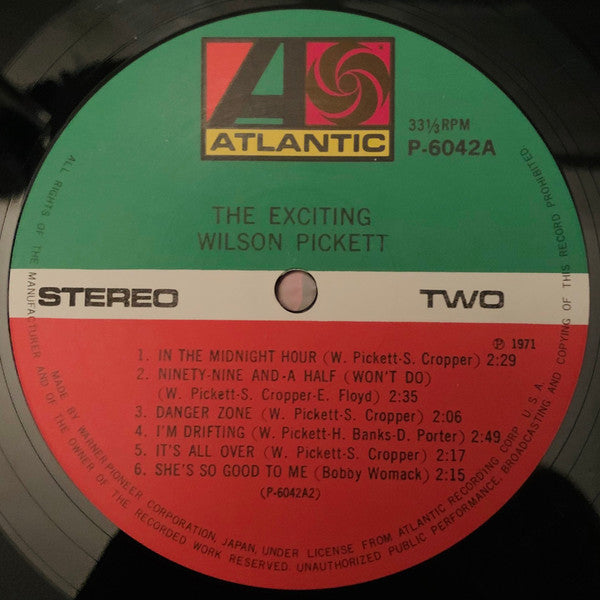 ATLANTIC
33⅓ RPM
P-6042A
THE EXCITING
WILSON PICKETT
STEREO
TWO
Ⓟ 1971
1. IN THE MIDNIGHT HOUR (W. Pickett-S. Cropper) 2:29
2. NINETY-NINE AND-A HALF (WON'T DO)
(W. Pickett-S. Cropper-E. Floyd) 2:35
3. DANGER ZONE (W. Pickett-S. Cropper) 2:06
4. I'M DRIFTING (W. Pickett-H. Banks-D. Porter) 2:49
5. IT'S ALL OVER (W. Pickett-S. Cropper) 2:17
6. SHE'S SO GOOD TO ME (Bobby Womack) 2:15
(P-6042A2)
MADE BY WARNER-PIONEER CORPORATION, JAPAN, UNDER LICENSE FROM ATLANTIC RECORDING CORP. U.S.A.
ALL RIGHTS OF THE MANUFACTURER AND OF THE OWNER OF THE RECORDED WORK RESERVED. UNAUTHORIZED PUBLIC PERFORMANCE, BROADCASTING AND COPYING OF THIS RECORD PROHIBITED